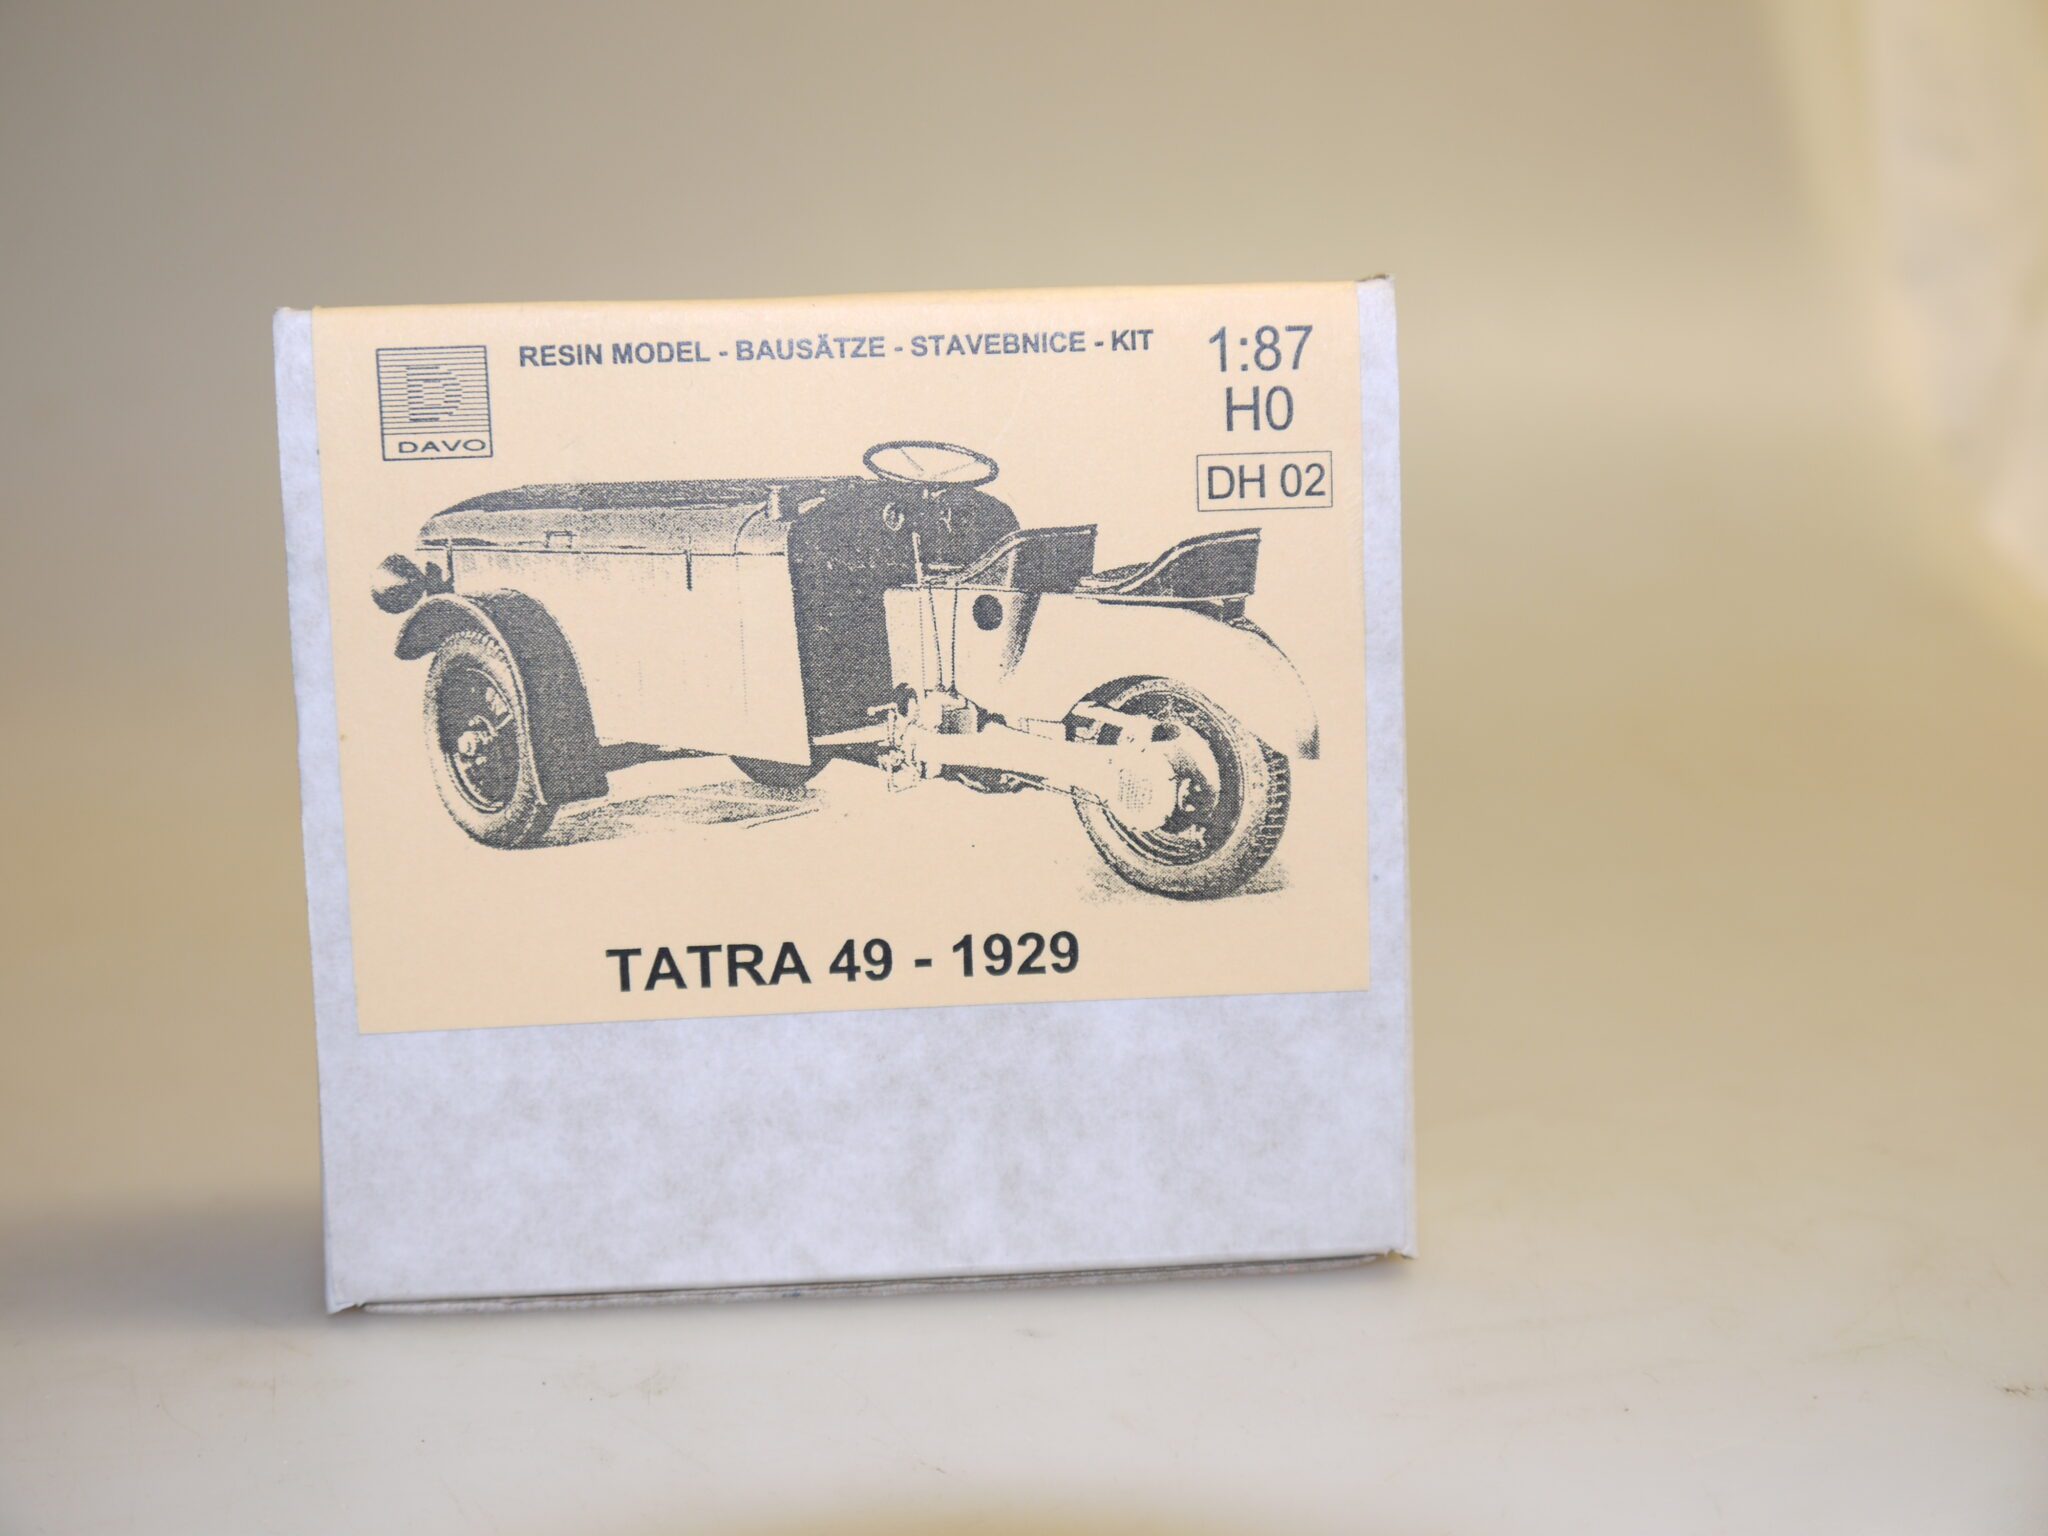 RESIN MODEL - BAUSÄTZE - STAVEBNICE - KIT
1:87
H0
D
DAVO
DH 02
TATRA 49 - 1929